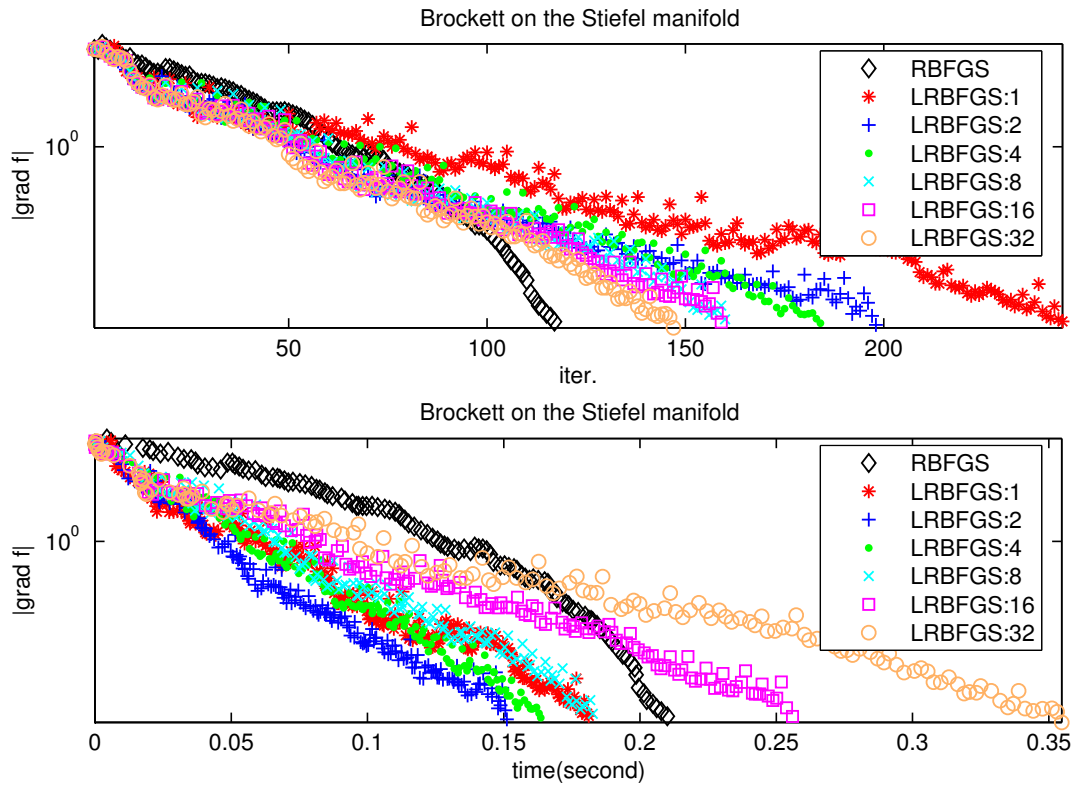 Brockett on the Stiefel manifold
|grad f|
10^0
RBFGS
LRBFGS:1
LRBFGS:2
LRBFGS:4
LRBFGS:8
LRBFGS:16
LRBFGS:32
50 100 150 200
iter.
Brockett on the Stiefel manifold
|grad f|
10^0
RBFGS
LRBFGS:1
LRBFGS:2
LRBFGS:4
LRBFGS:8
LRBFGS:16
LRBFGS:32
0 0.05 0.1 0.15 0.2 0.25 0.3 0.35
time(second)